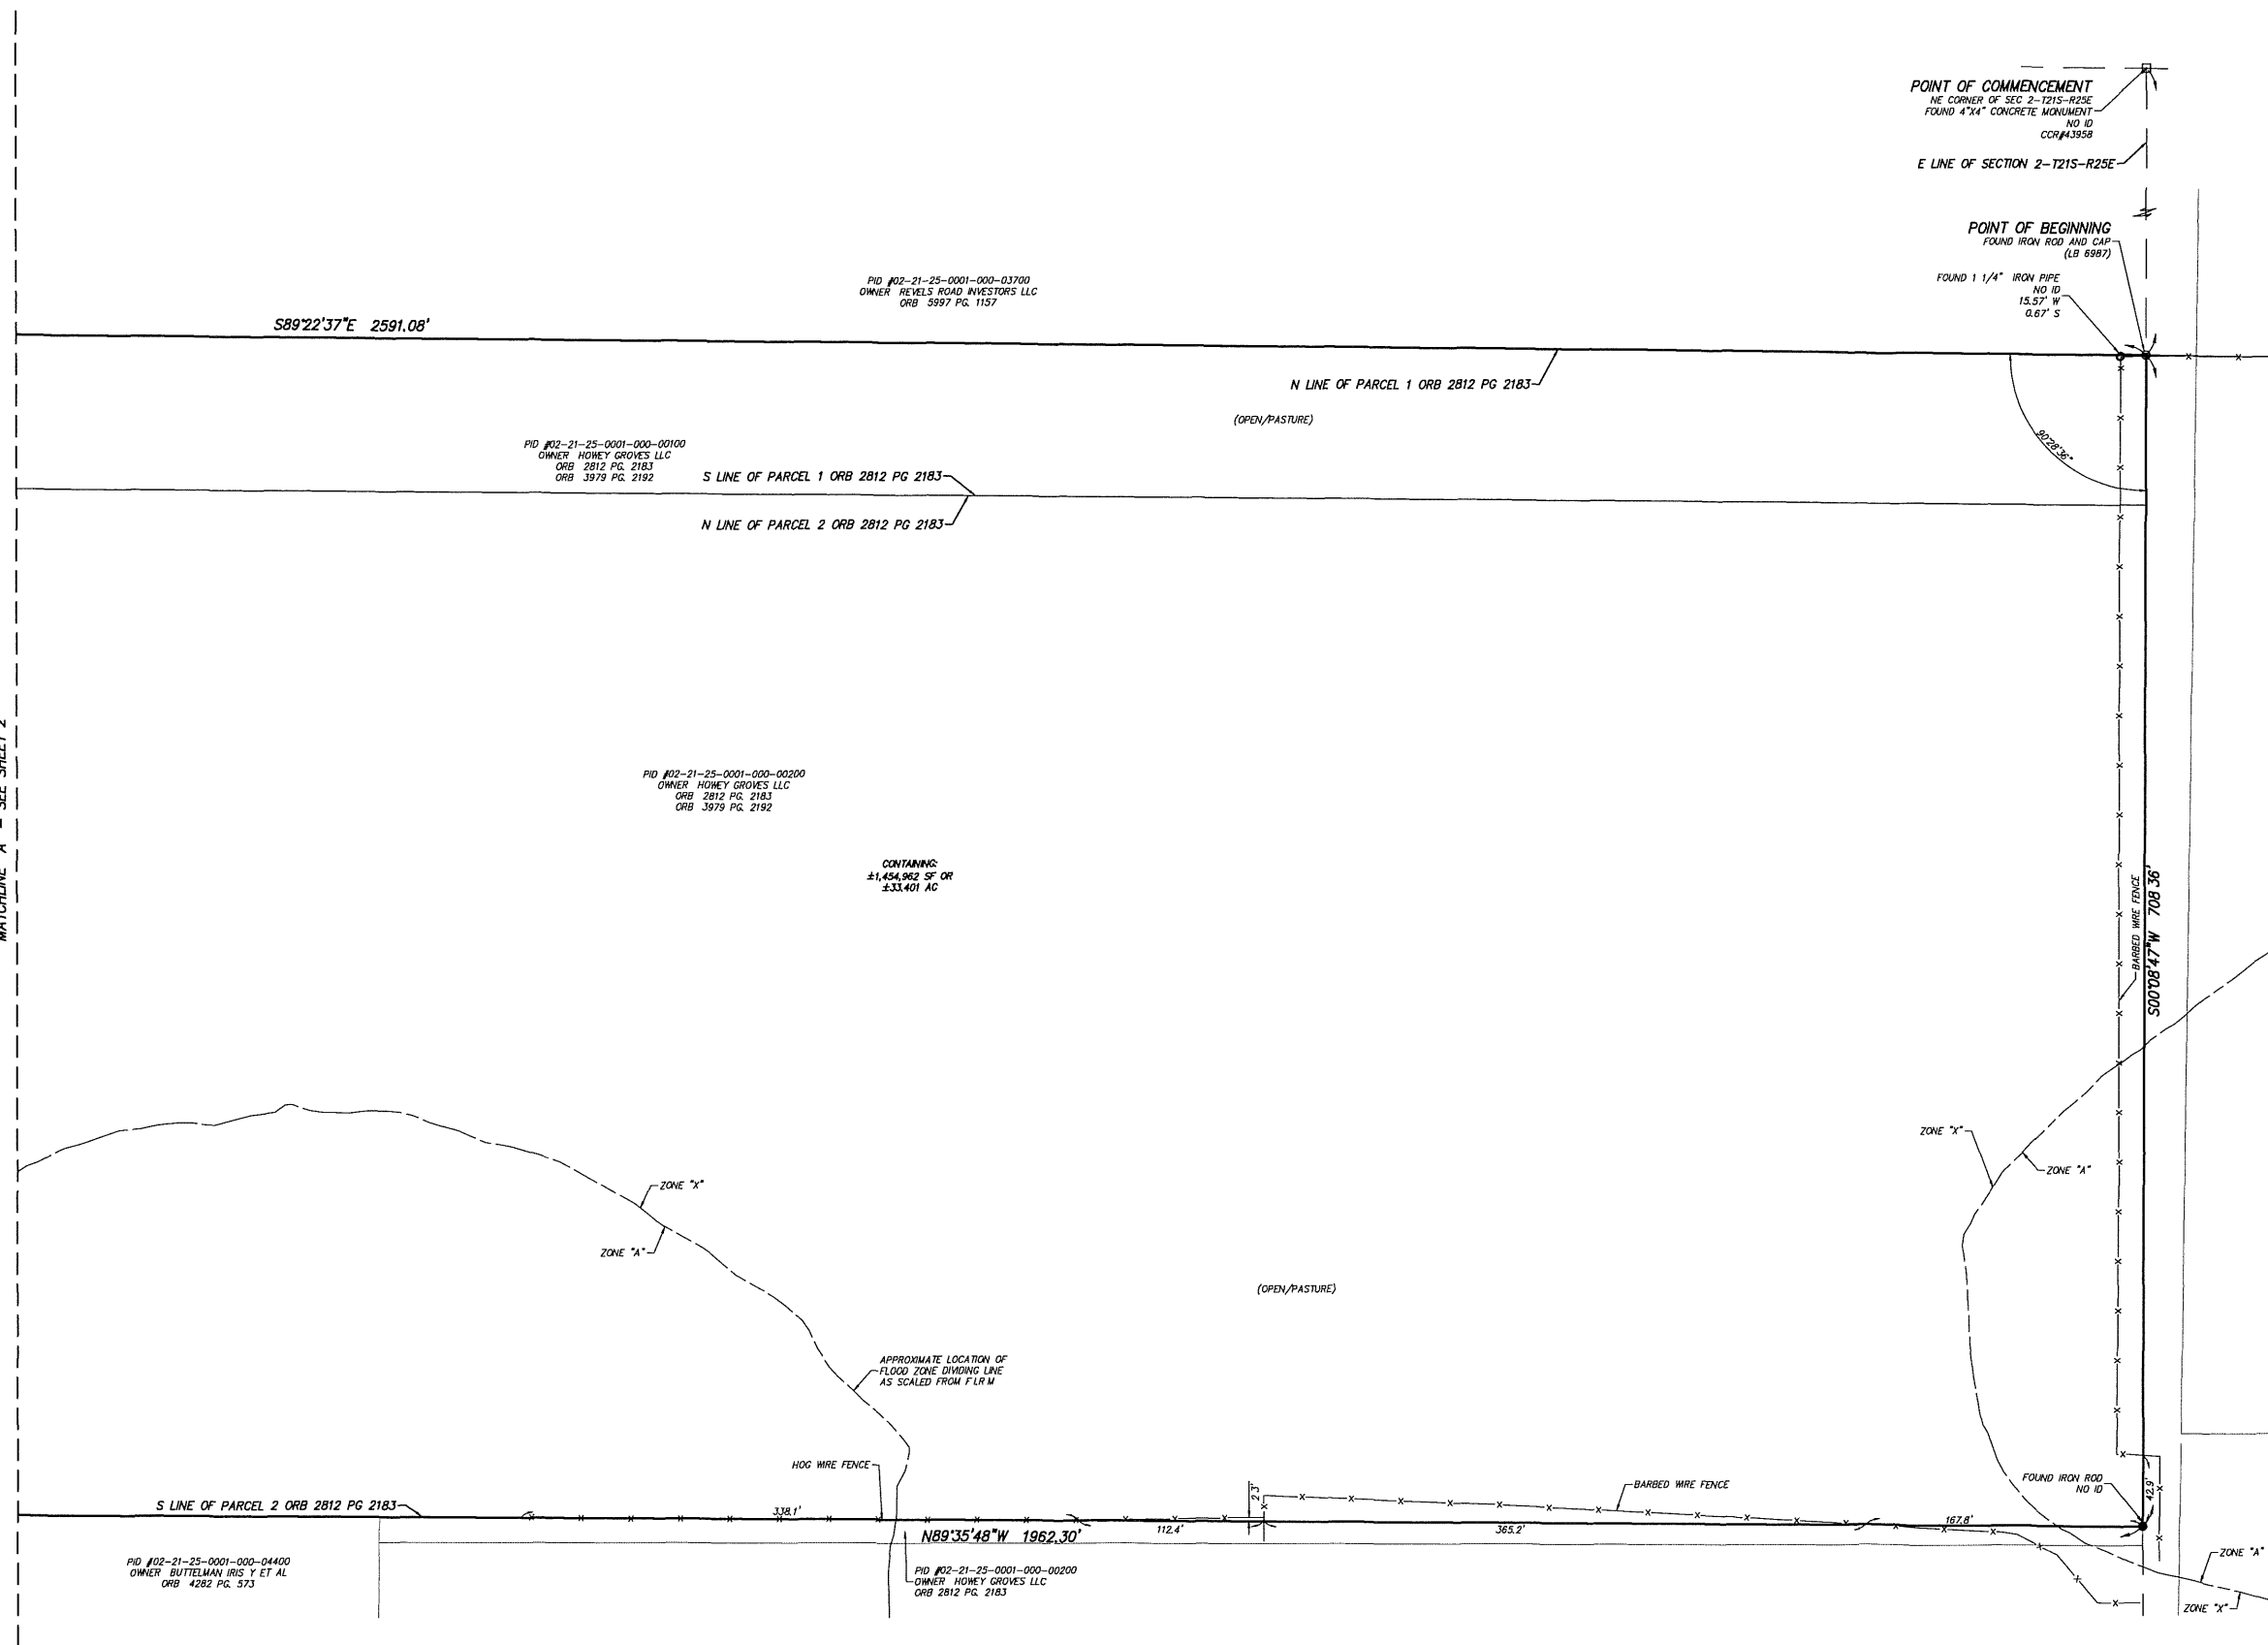 POINT OF COMMENCEMENT
NE CORNER OF SEC 2-T21S-R25E
FOUND 4"X4" CONCRETE MONUMENT
NO ID
CCR#43958
E LINE OF SECTION 2-T21S-R25E
POINT OF BEGINNING
FOUND IRON ROD AND CAP
(LB 6987)
FOUND 1 1/4" IRON PIPE
NO ID
15.57' W
0.67' S
PID #02-21-25-0001-000-03700
OWNER REVELS ROAD INVESTORS LLC
ORB 5997 PG. 1157
S89°22'37"E 2591.08'
N LINE OF PARCEL 1 ORB 2812 PG 2183
(OPEN/PASTURE)
90°28'36"
PID #02-21-25-0001-000-00100
OWNER HOWEY GROVES LLC
ORB 2812 PG. 2183
ORB 3979 PG. 2192
S LINE OF PARCEL 1 ORB 2812 PG 2183
N LINE OF PARCEL 2 ORB 2812 PG 2183
MATCHLINE "A" - SEE SHEET 2
PID #02-21-25-0001-000-00200
OWNER HOWEY GROVES LLC
ORB 2812 PG. 2183
ORB 3979 PG. 2192
CONTAINING:
±1,454,962 SF OR
±33.401 AC
BARBED WIRE FENCE
S00°08'47"W 708 36'
ZONE "X"
ZONE "A"
ZONE "X"
ZONE "A"
(OPEN/PASTURE)
APPROXIMATE LOCATION OF
FLOOD ZONE DIVIDING LINE
AS SCALED FROM F I.R M
HOG WIRE FENCE
2 3'
BARBED WIRE FENCE
FOUND IRON ROD
NO ID
42.9'
S LINE OF PARCEL 2 ORB 2812 PG 2183
338.1'
N89°35'48"W 1962.30'
112.4'
365.2'
167.8'
PID #02-21-25-0001-000-04400
OWNER BUTTELMAN IRIS Y ET AL
ORB 4282 PG. 573
PID #02-21-25-0001-000-00200
OWNER HOWEY GROVES LLC
ORB 2812 PG. 2183
ZONE "A"
ZONE "X"